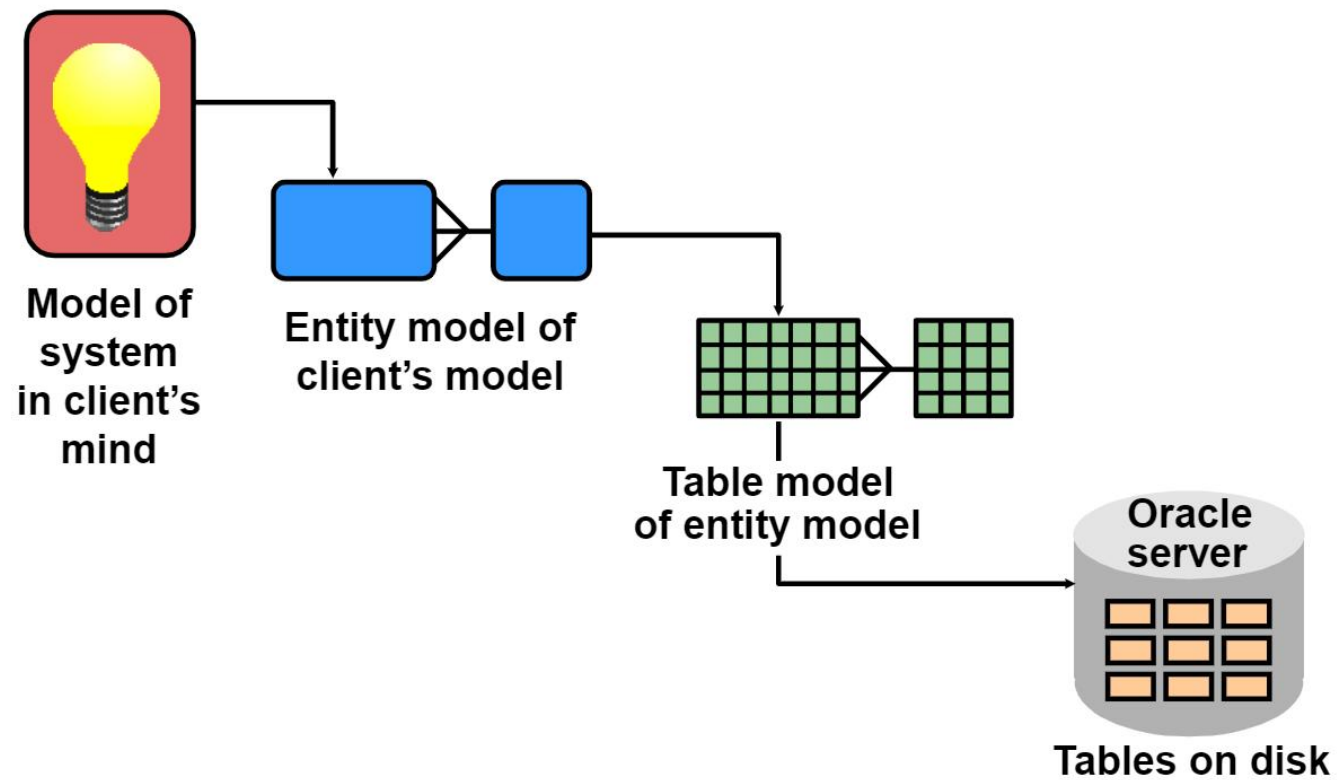 Model of
system
in client's
mind
Entity model of
client's model
Table model
of entity model
Oracle
server
Tables on disk